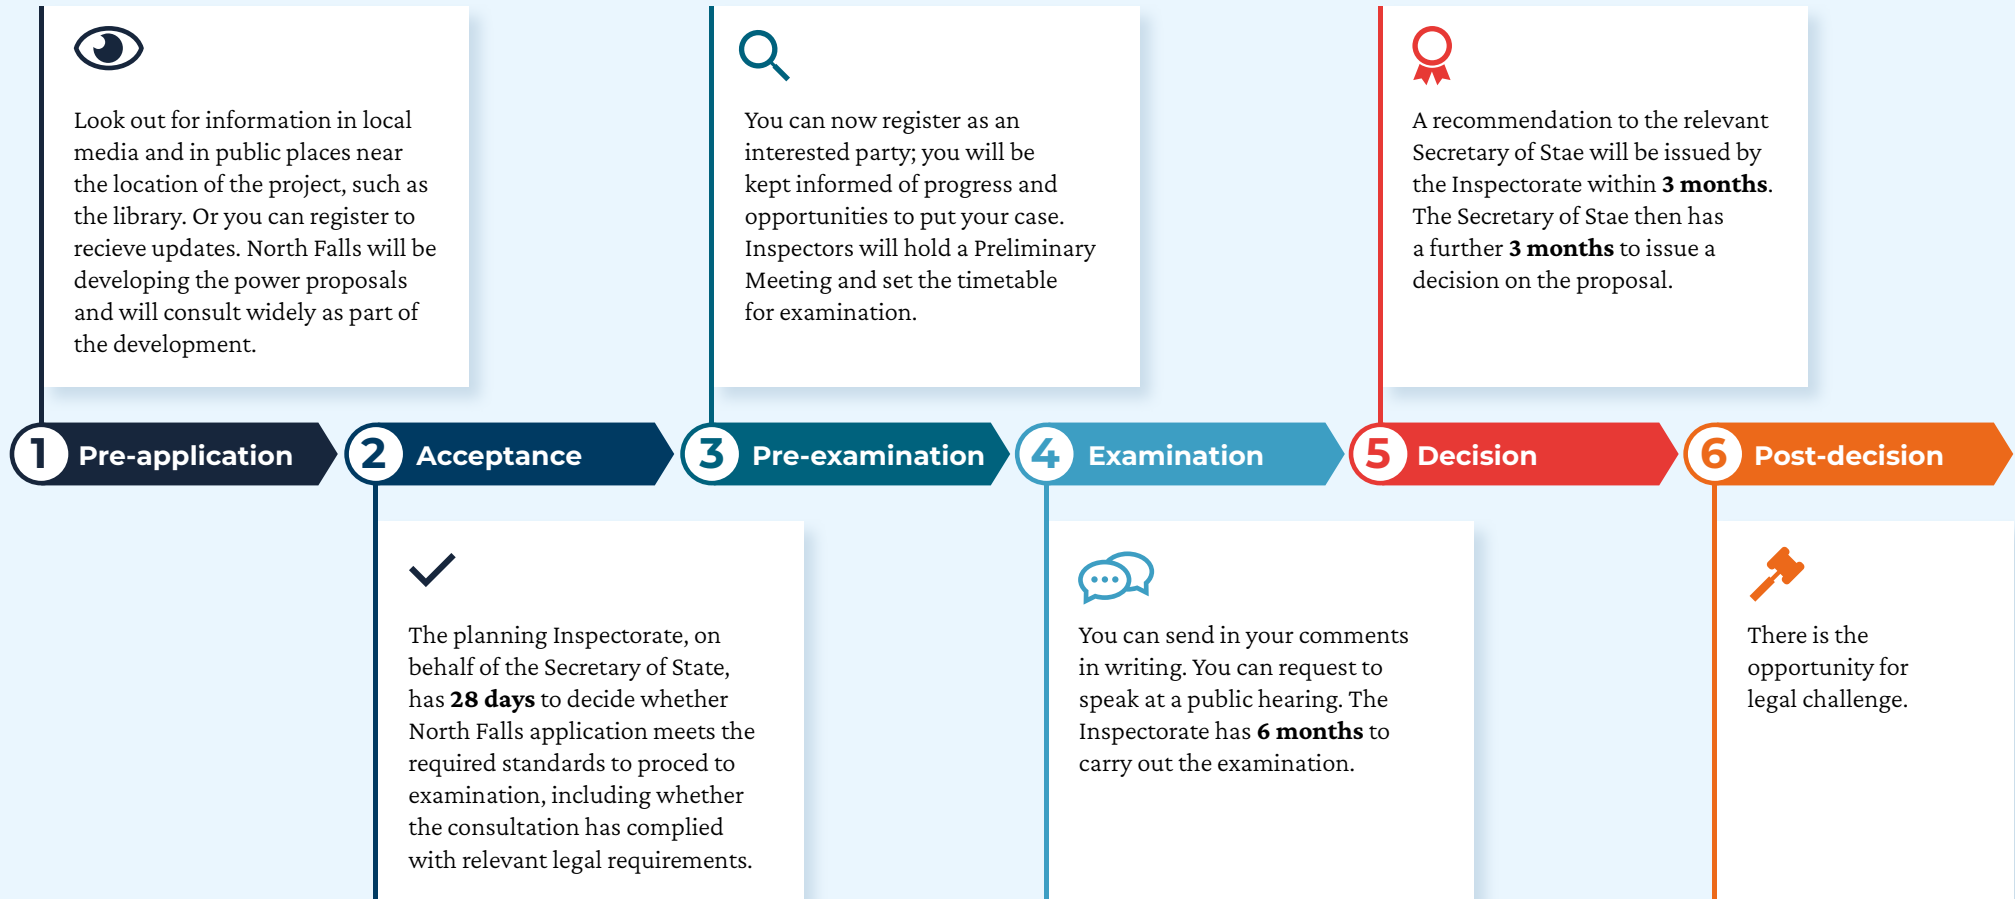 Look out for information in local
media and in public places near
the location of the project, such as
the library. Or you can register to
recieve updates. North Falls will be
developing the power proposals
and will consult widely as part of
the development.
You can now register as an
interested party; you will be
kept informed of progress and
opportunities to put your case.
Inspectors will hold a Preliminary
Meeting and set the timetable
for examination.
A recommendation to the relevant
Secretary of Stae will be issued by
the Inspectorate within 3 months.
The Secretary of Stae then has
a further 3 months to issue a
decision on the proposal.
1 Pre-application
2 Acceptance
3 Pre-examination
4 Examination
5 Decision
6 Post-decision
The planning Inspectorate, on
behalf of the Secretary of State,
has 28 days to decide whether
North Falls application meets the
required standards to proced to
examination, including whether
the consultation has complied
with relevant legal requirements.
You can send in your comments
in writing. You can request to
speak at a public hearing. The
Inspectorate has 6 months to
carry out the examination.
There is the
opportunity for
legal challenge.